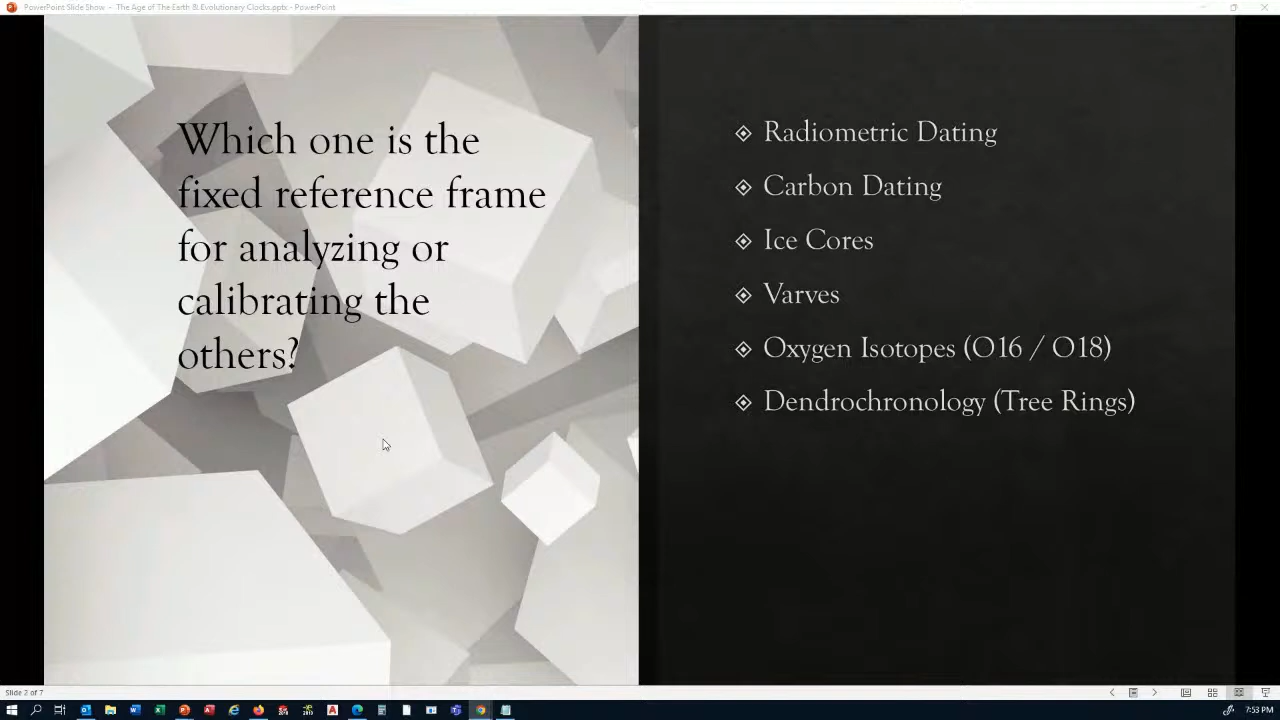 PowerPoint Slide Show - The Age of The Earth & Evolutionary Clocks.pptx - PowerPoint
Which one is the
fixed reference frame
for analyzing or
calibrating the
others?
Radiometric Dating
Carbon Dating
Ice Cores
Varves
Oxygen Isotopes (O16 / O18)
Dendrochronology (Tree Rings)
Slide 2 of 7
7:53 PM